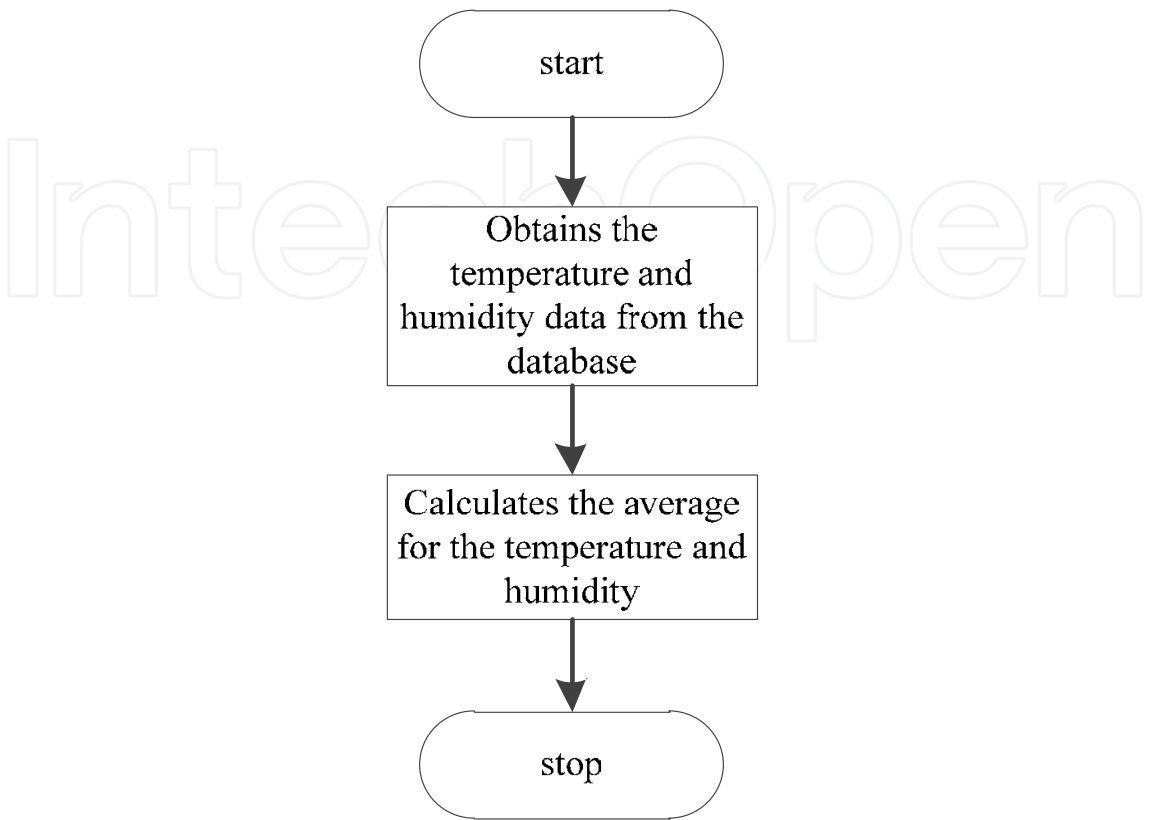 start
IntechOpen
Obtains the
temperature and
humidity data from the
database
Calculates the average
for the temperature and
humidity
stop